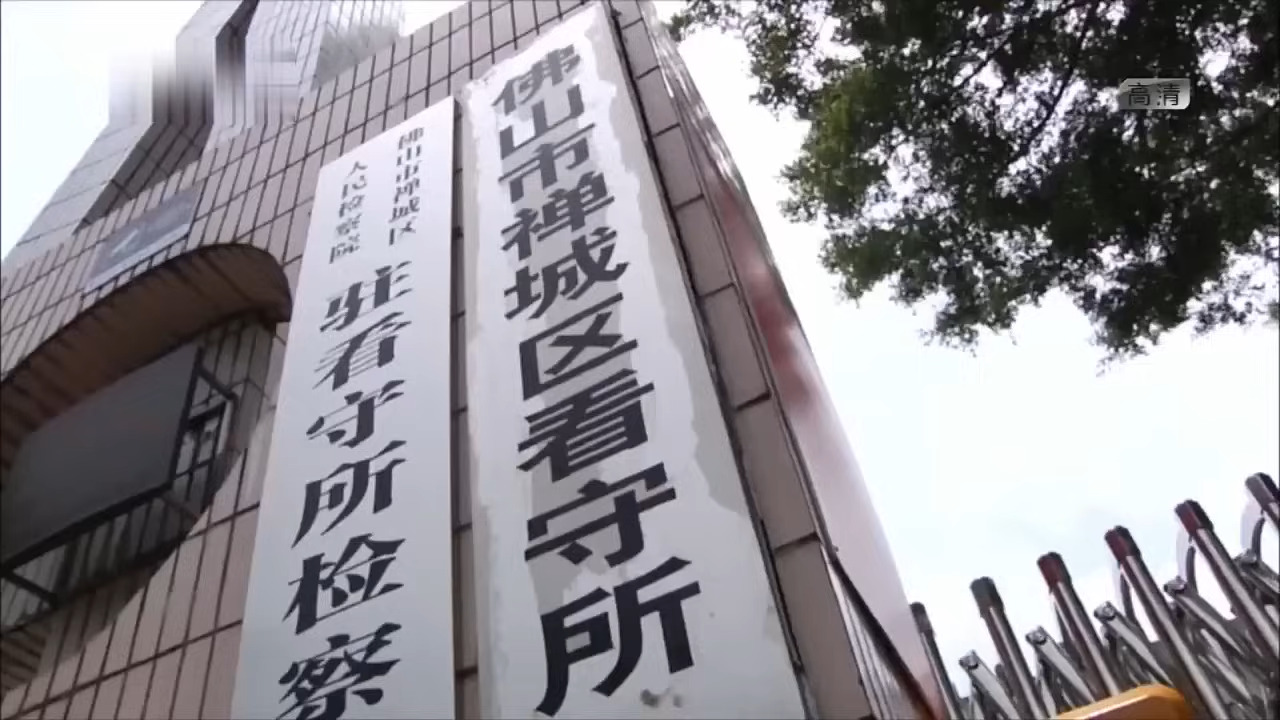 佛山市禅城区看守所
佛山市禅城区
人民检察院
驻看守所检察
高清